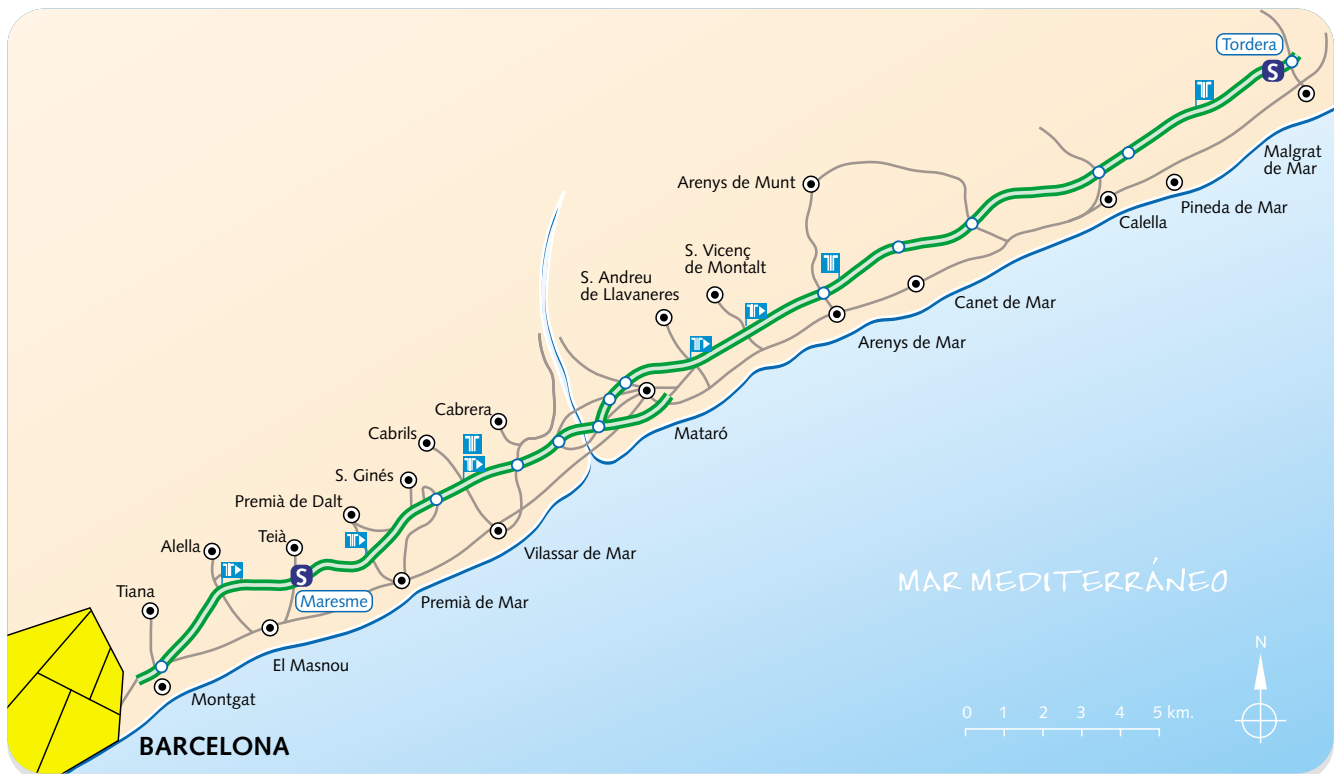 Tordera
S
T
Malgrat
de Mar
Arenys de Munt
Pineda de Mar
Calella
S. Vicenç
de Montalt
T
S. Andreu
de Llavaneres
Canet de Mar
T
Arenys de Mar
T
Cabrera
Mataró
Cabrils
T
T
S. Ginés
Premià de Dalt
Teià
T
Alella
Vilassar de Mar
T
S
MAR MEDITERRÁNEO
Tiana
Maresme
Premià de Mar
N
El Masnou
Montgat
0 1 2 3 4 5 km.
BARCELONA